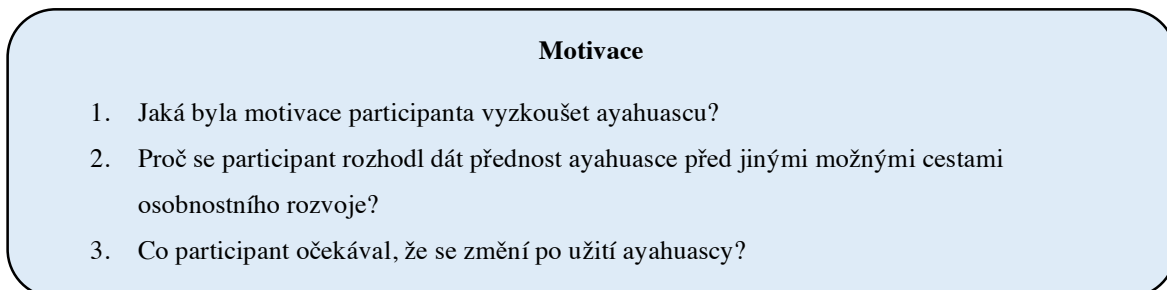 Motivace
1. Jaká byla motivace participanta vyzkoušet ayahuascu?
2. Proč se participant rozhodl dát přednost ayahuasce před jinými možnými cestami
osobnostního rozvoje?
3. Co participant očekával, že se změní po užití ayahuascy?